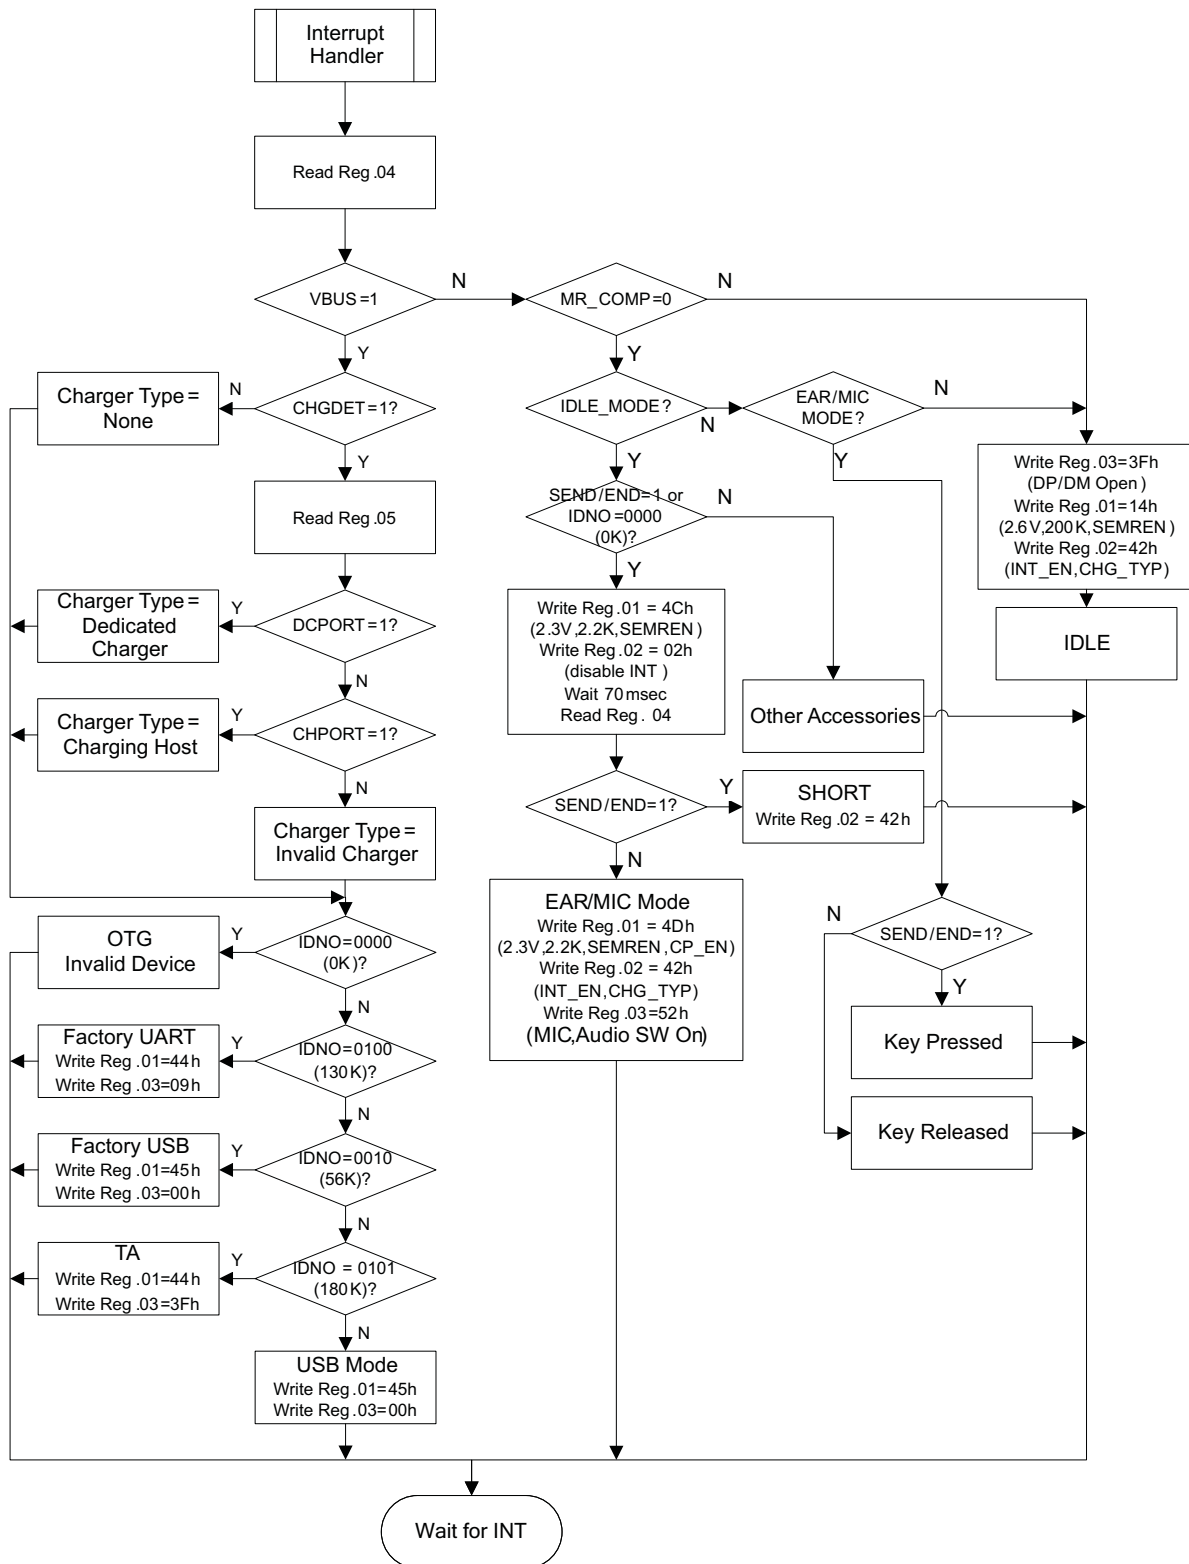 Interrupt
Handler
Read Reg.04
VBUS=1
N
MR_COMP=0
N
Y
Y
Charger Type=
None
N
CHGDET=1?
IDLE_MODE?
N
EAR/MIC
MODE?
N
Y
Y
Y
Write Reg.03=3Fh
(DP/DM Open)
Write Reg.01=14h
(2.6V,200K,SEMREN)
Write Reg.02=42h
(INT_EN,CHG_TYP)
Read Reg.05
SEND/END=1 or
IDNO=0000
(0K)?
N
Y
Charger Type=
Dedicated
Charger
Y
DCPORT=1?
Write Reg.01 = 4Ch
(2.3V,2.2K,SEMREN)
Write Reg.02 = 02h
(disable INT)
Wait 70msec
Read Reg. 04
IDLE
N
Charger Type=
Charging Host
Y
CHPORT=1?
Other Accessories
N
SEND/END=1?
Y
SHORT
Write Reg.02 = 42h
Charger Type=
Invalid Charger
N
EAR/MIC Mode
Write Reg.01 = 4Dh
(2.3V,2.2K,SEMREN,CP_EN)
Write Reg.02 = 42h
(INT_EN,CHG_TYP)
Write Reg.03=52h
(MIC,Audio SW On)
N
SEND/END=1?
Y
OTG
Invalid Device
Y
IDNO=0000
(0K)?
N
Key Pressed
Factory UART
Write Reg.01=44h
Write Reg.03=09h
Y
IDNO=0100
(130K)?
N
Key Released
Factory USB
Write Reg.01=45h
Write Reg.03=00h
Y
IDNO=0010
(56K)?
N
TA
Write Reg.01=44h
Write Reg.03=3Fh
Y
IDNO = 0101
(180K)?
N
USB Mode
Write Reg.01=45h
Write Reg.03=00h
Wait for INT